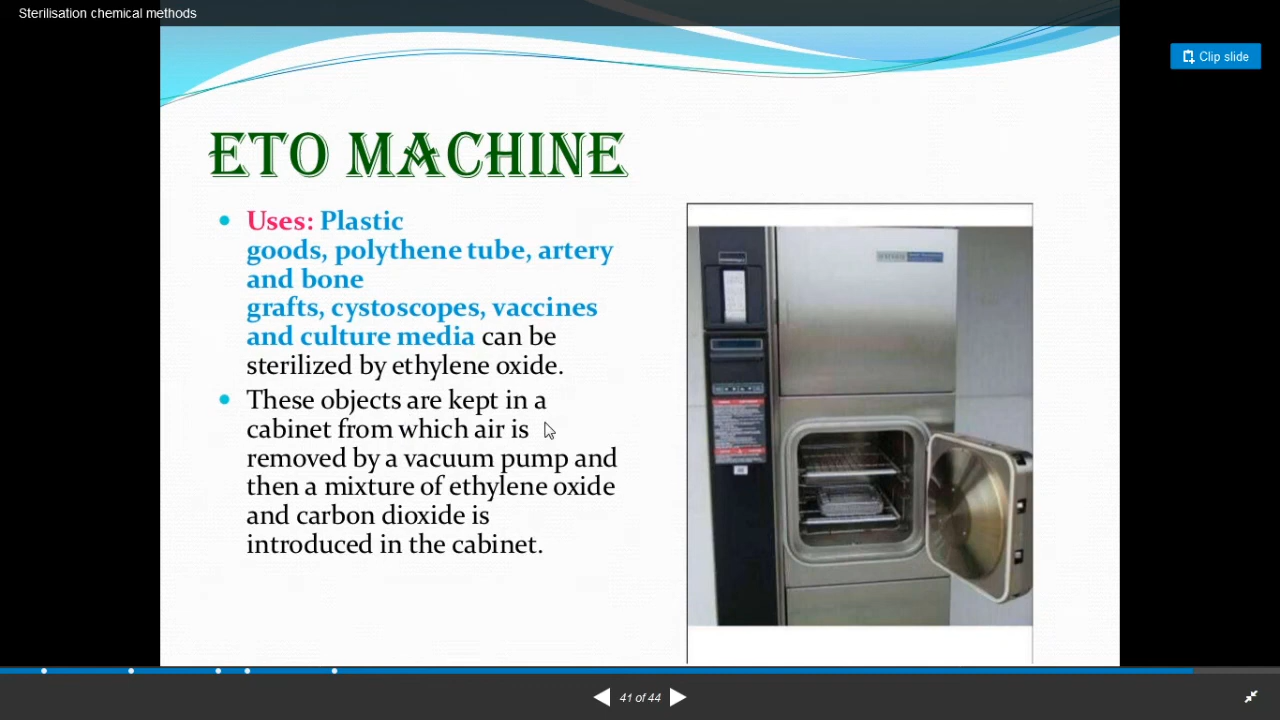 Sterilisation chemical methods
Clip slide
ETO MACHINE
Uses: Plastic
goods, polythene tube, artery
and bone
grafts, cystoscopes, vaccines
and culture media can be
sterilized by ethylene oxide.
These objects are kept in a
cabinet from which air is
removed by a vacuum pump and
then a mixture of ethylene oxide
and carbon dioxide is
introduced in the cabinet.
41 of 44